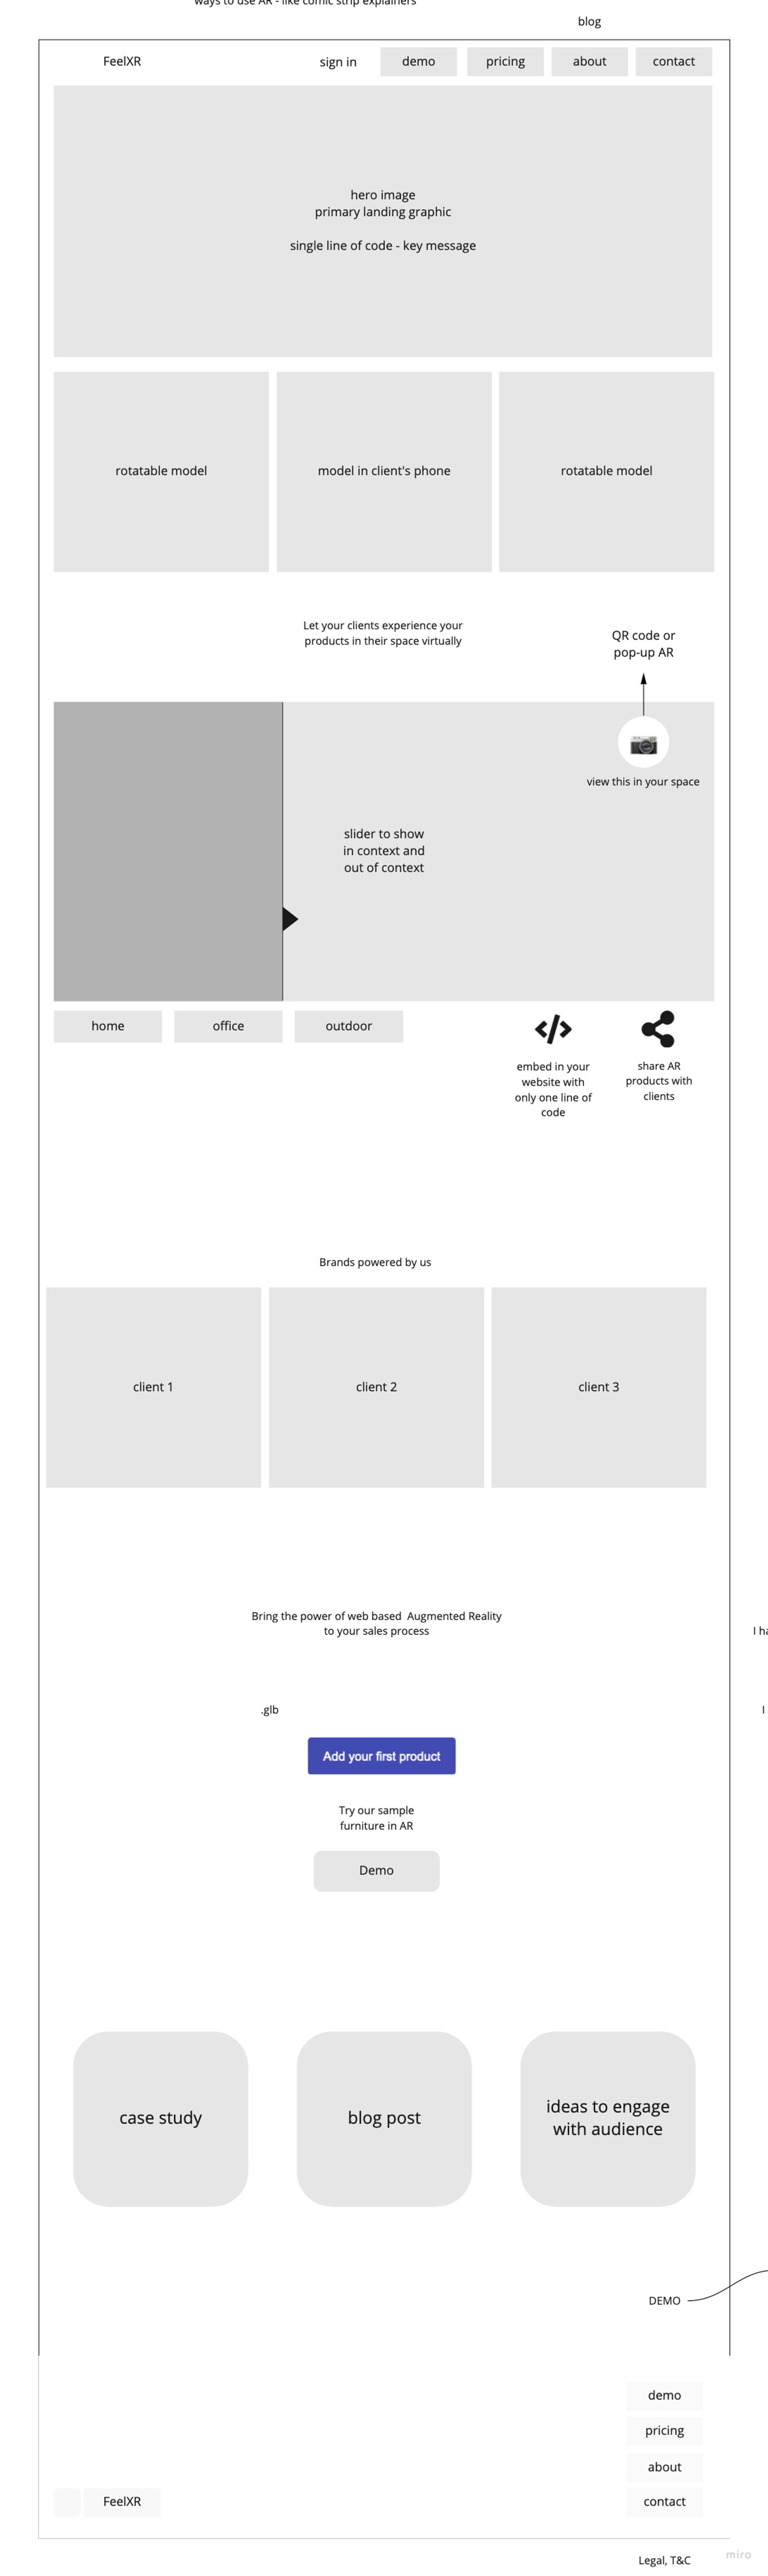 ways to use AR - like comic strip explainers
blog
FeelXR
sign in
demo
pricing
about
contact
hero image
primary landing graphic
single line of code - key message
rotatable model
model in client's phone
rotatable model
Let your clients experience your
products in their space virtually
QR code or
pop-up AR
view this in your space
slider to show
in context and
out of context
home
office
outdoor
embed in your
website with
only one line of
code
share AR
products with
clients
Brands powered by us
client 1
client 2
client 3
Bring the power of web based  Augmented Reality
to your sales process
I
.glb
I
Add your first product
Try our sample
furniture in AR
Demo
case study
blog post
ideas to engage
with audience
DEMO
demo
pricing
about
contact
FeelXR
Legal, T&C
miro